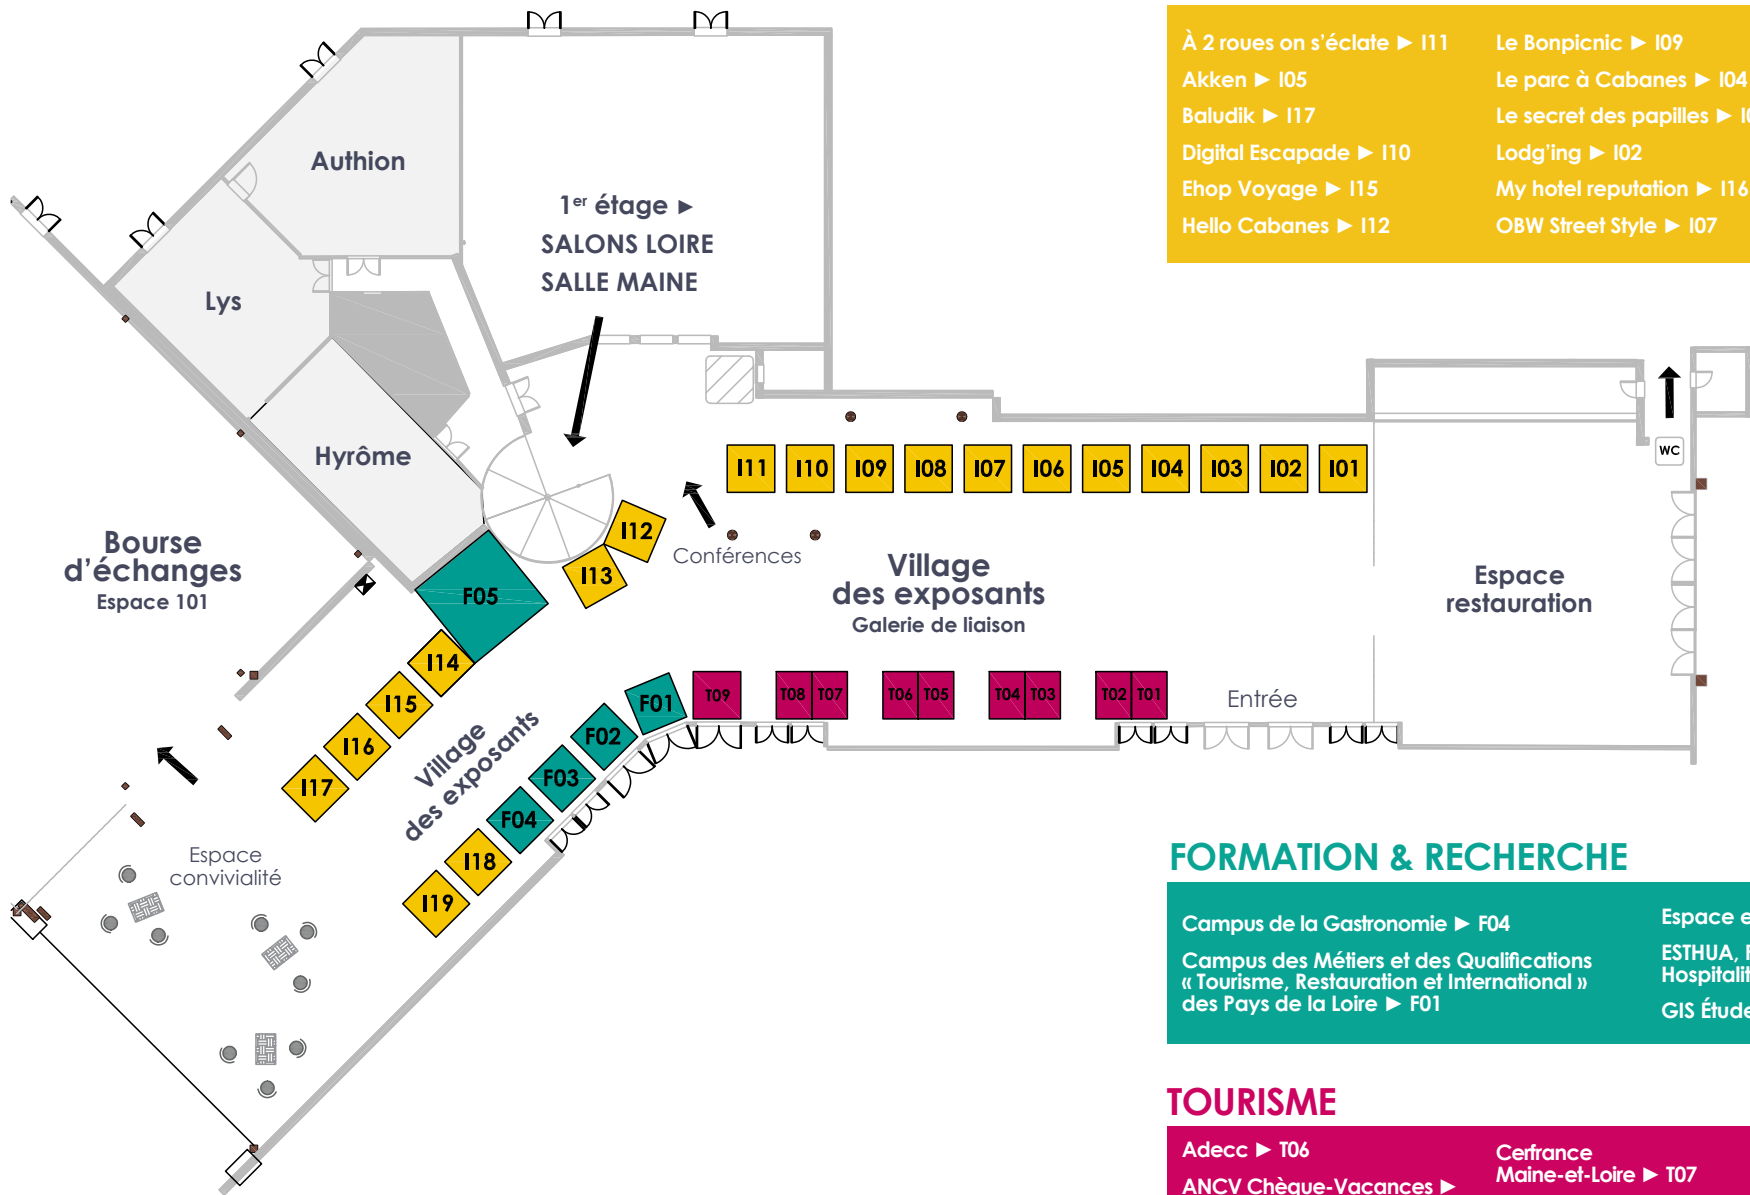 À 2 roues on s'éclate ► I11
Akken ► I05
Baludik ► I17
Digital Escapade ► I10
Ehop Voyage ► I15
Hello Cabanes ► I12
Le Bonpicnic ► I09
Le parc à Cabanes ► I04
Le secret des papilles ►
Lodg'ing ► I02
My hotel reputation ► I16
OBW Street Style ► I07
Authion
1er étage ►
SALONS LOIRE
SALLE MAINE
Lys
Hyrôme
WC
I11 I10 I09 I08 I07 I06 I05 I04 I03 I02 I01
I12
I13
Conférences
Bourse
d'échanges
Espace 101
F05
Village
des exposants
Galerie de liaison
Espace
restauration
I14
I15
I16
I17
F01
F02
F03
F04
I18
I19
T09 T08 T07 T06 T05 T04 T03 T02 T01
Entrée
Village
des exposants
Espace
convivialité
FORMATION & RECHERCHE
Campus de la Gastronomie ► F04
Campus des Métiers et des Qualifications
« Tourisme, Restauration et International »
des Pays de la Loire ► F01
Espace
ESTHUA,
Hospitalit
GIS Étude
TOURISME
Adecc ► T06
ANCV Chèque-Vacances ►
Cerfrance
Maine-et-Loire ► T07